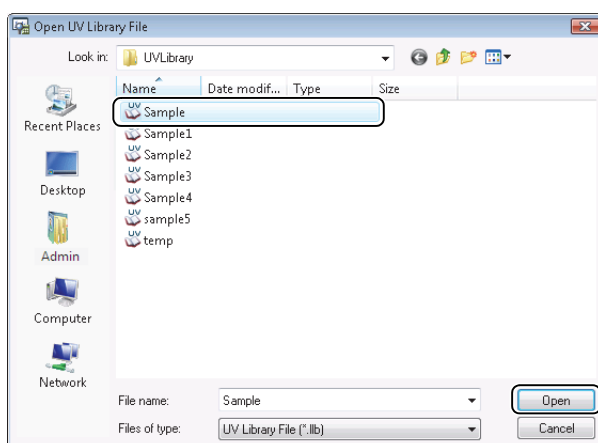 Open UV Library File
Look in: UVLibrary
Name Date modif... Type Size
Sample
Sample1
Sample2
Sample3
Sample4
sample5
temp
Recent Places
Desktop
Admin
Computer
Network
File name: Sample Open
Files of type: UV Library File (*.llb) Cancel